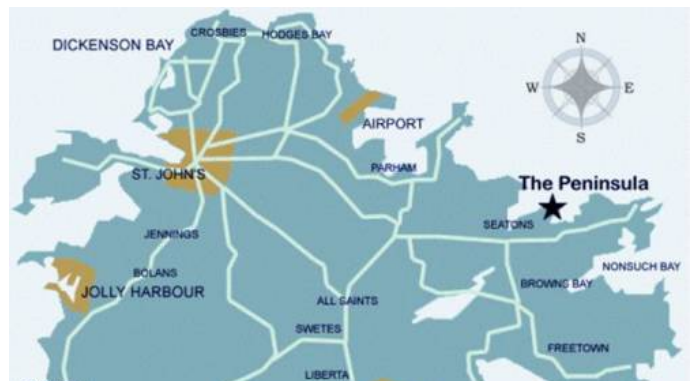 CROSBIES
HODGES BAY
DICKENSON BAY
N
W
E
S
AIRPORT
PARHAM
ST. JOHN'S
The Peninsula
SEATONS
JENNINGS
BOLANS
NONSUCH BAY
BROWNS BAY
JOLLY HARBOUR
ALL SAINTS
SWETES
FREETOWN
LIBERTA